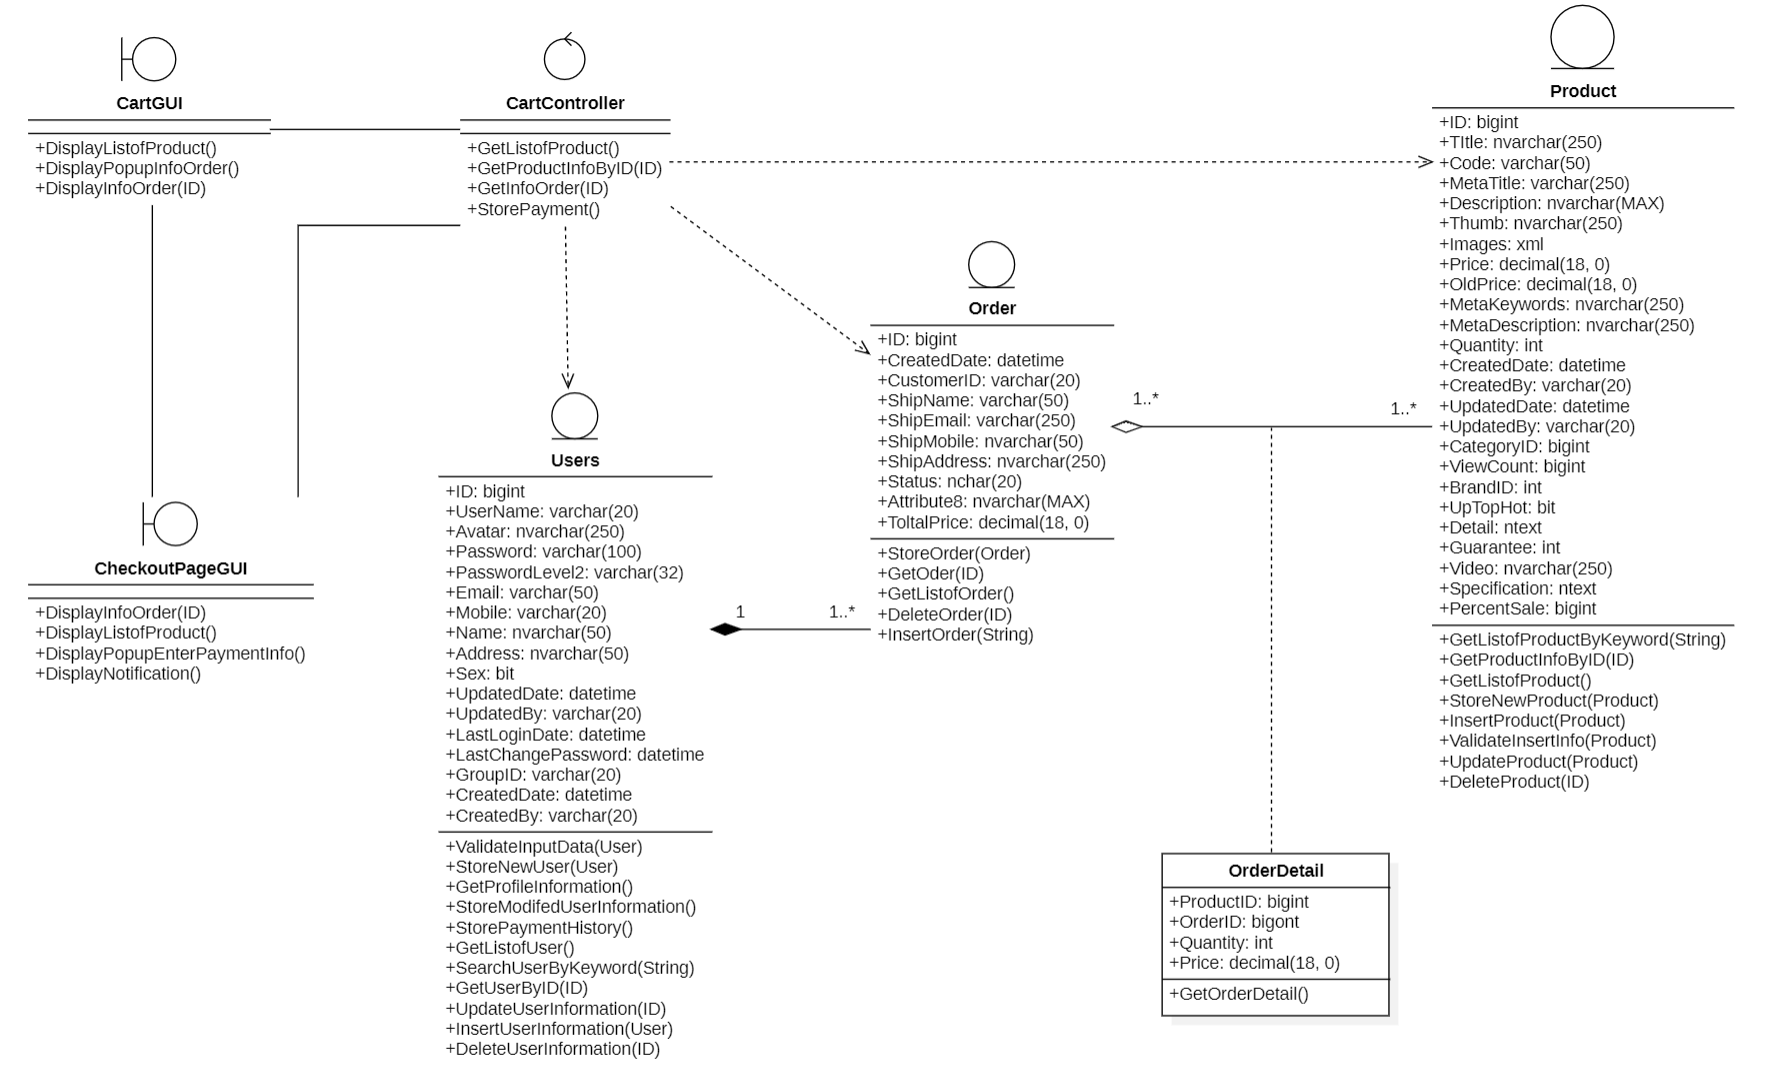 CartGUI
+DisplayListofProduct()
+DisplayPopupInfoOrder()
+DisplayInfoOrder(ID)
CartController
+GetListofProduct()
+GetProductInfoByID(ID)
+GetInfoOrder(ID)
+StorePayment()
Product
+ID: bigint
+TItle: nvarchar(250)
+Code: varchar(50)
+MetaTitle: varchar(250)
+Description: nvarchar(MAX)
+Thumb: nvarchar(250)
+Images: xml
+Price: decimal(18, 0)
+OldPrice: decimal(18, 0)
+MetaKeywords: nvarchar(250)
+MetaDescription: nvarchar(250)
+Quantity: int
+CreatedDate: datetime
+CreatedBy: varchar(20)
+UpdatedDate: datetime
+UpdatedBy: varchar(20)
+CategoryID: bigint
+ViewCount: bigint
+BrandID: int
+UpTopHot: bit
+Detail: ntext
+Guarantee: int
+Video: nvarchar(250)
+Specification: ntext
+PercentSale: bigint
+GetListofProductByKeyword(String)
+GetProductInfoByID(ID)
+GetListofProduct()
+StoreNewProduct(Product)
+InsertProduct(Product)
+ValidateInsertInfo(Product)
+UpdateProduct(Product)
+DeleteProduct(ID)
Order
+ID: bigint
+CreatedDate: datetime
+CustomerID: varchar(20)
+ShipName: varchar(50)
+ShipEmail: varchar(250)
+ShipMobile: nvarchar(50)
+ShipAddress: nvarchar(250)
+Status: nchar(20)
+Attribute8: nvarchar(MAX)
+ToltalPrice: decimal(18, 0)
+StoreOrder(Order)
+GetOder(ID)
+GetListofOrder()
+DeleteOrder(ID)
+InsertOrder(String)
1..*
1..*
Users
+ID: bigint
+UserName: varchar(20)
+Avatar: nvarchar(250)
+Password: varchar(100)
+PasswordLevel2: varchar(32)
+Email: varchar(50)
+Mobile: varchar(20)
+Name: nvarchar(50)
+Address: nvarchar(50)
+Sex: bit
+UpdatedDate: datetime
+UpdatedBy: varchar(20)
+LastLoginDate: datetime
+LastChangePassword: datetime
+GroupID: varchar(20)
+CreatedDate: datetime
+CreatedBy: varchar(20)
+ValidateInputData(User)
+StoreNewUser(User)
+GetProfileInformation()
+StoreModifedUserInformation()
+StorePaymentHistory()
+GetListofUser()
+SearchUserByKeyword(String)
+GetUserByID(ID)
+UpdateUserInformation(ID)
+InsertUserInformation(User)
+DeleteUserInformation(ID)
1
1..*
CheckoutPageGUI
+DisplayInfoOrder(ID)
+DisplayListofProduct()
+DisplayPopupEnterPaymentInfo()
+DisplayNotification()
OrderDetail
+ProductID: bigint
+OrderID: bigont
+Quantity: int
+Price: decimal(18, 0)
+GetOrderDetail()